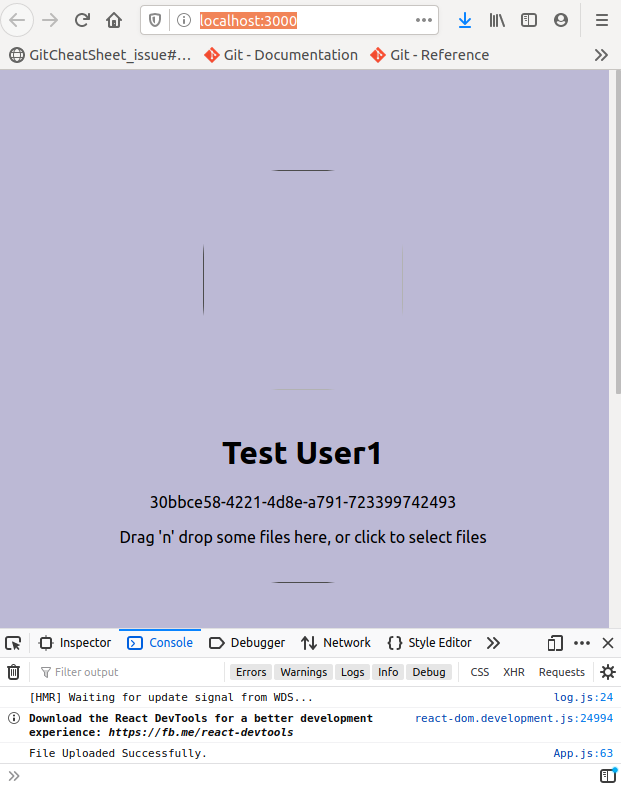 localhost:3000
GitCheatSheet_issue#... Git - Documentation Git - Reference
Test User1
30bbce58-4221-4d8e-a791-723399742493
Drag 'n' drop some files here, or click to select files
Inspector Console Debugger Network Style Editor
Filter output Errors Warnings Logs Info Debug CSS XHR Requests
[HMR] Waiting for update signal from WDS... log.js:24
Download the React DevTools for a better development react-dom.development.js:24994
experience: https://fb.me/react-devtools
File Uploaded Successfully. App.js:63